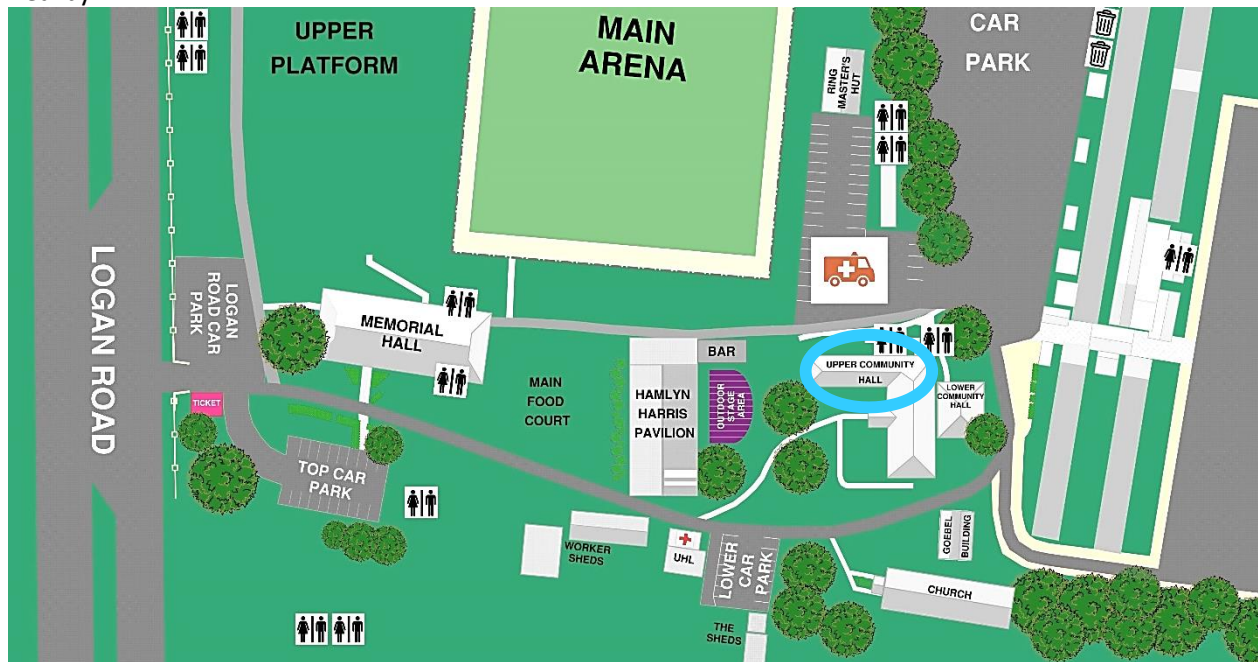 UPPER
PLATFORM
MAIN
ARENA
CAR
PARK
RING
MASTER'S
HUT
LOGAN ROAD
LOGAN
ROAD CAR
PARK
MEMORIAL
HALL
BAR
UPPER COMMUNITY
HALL
LOWER
COMMUNITY
HALL
MAIN
FOOD
COURT
HAMLYN
HARRIS
PAVILION
OUTDOOR
STAGE
AREA
TICKET
TOP CAR
PARK
WORKER
SHEDS
UHL
LOWER
CAR
PARK
GOEBEL
BUILDING
CHURCH
THE
SHEDS